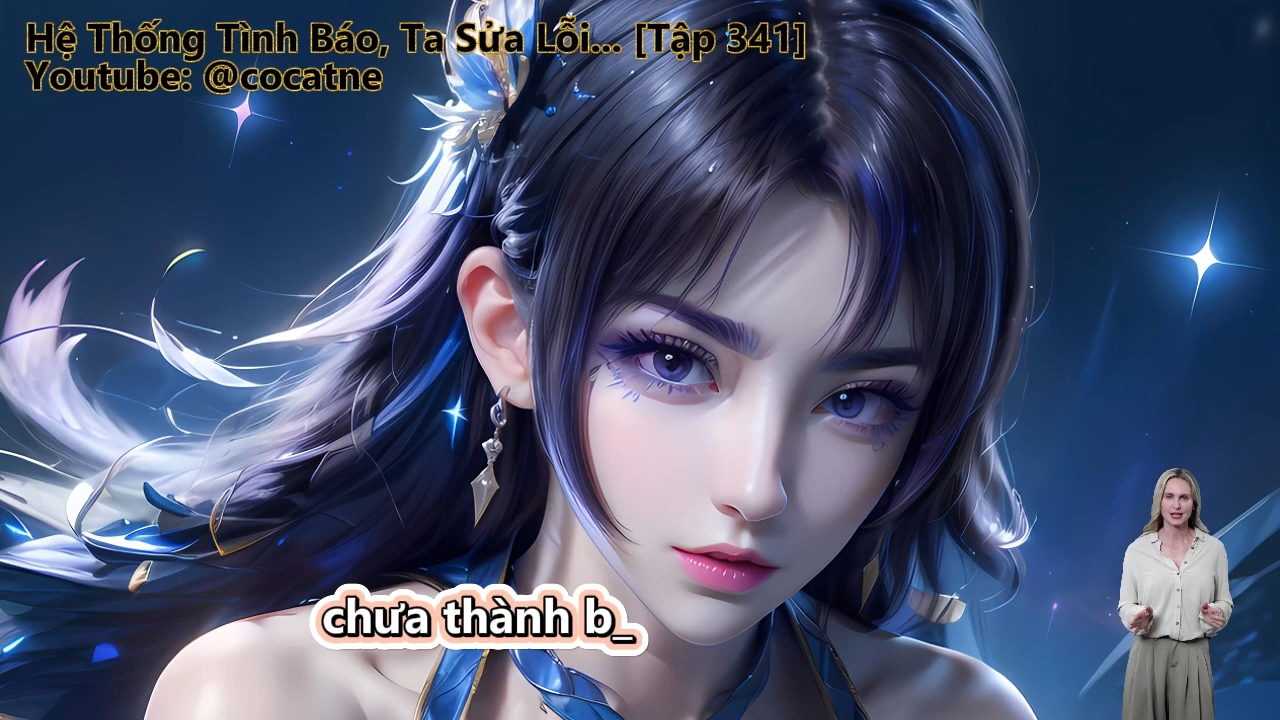 Hệ Thống Tình Báo, Ta Sửa Lỗi... [Tập 341]
Youtube: @cocatne
chưa thành b_